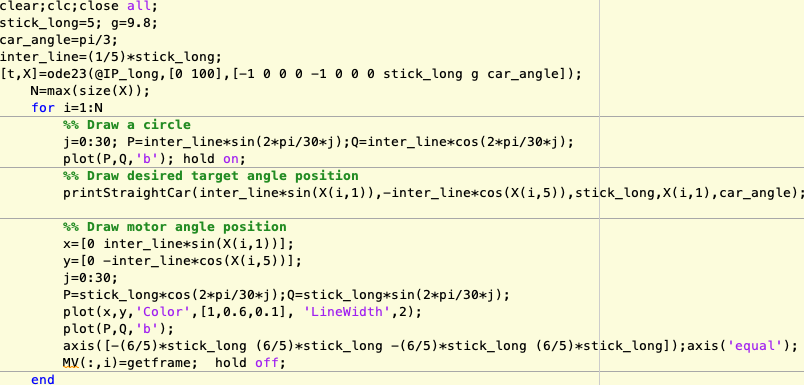 clear;clc;close all;
stick_long=5; g=9.8;
car_angle=pi/3;
inter_line=(1/5)*stick_long;
[t,X]=ode23(@IP_long,[0 100],[-1 0 0 0 -1 0 0 0 stick_long g car_angle]);
N=max(size(X));
for i=1:N
%% Draw a circle
j=0:30; P=inter_line*sin(2*pi/30*j);Q=inter_line*cos(2*pi/30*j);
plot(P,Q,'b'); hold on;
%% Draw desired target angle position
printStraightCar(inter_line*sin(X(i,1)),-inter_line*cos(X(i,5)),stick_long,X(i,1),car_angle);
%% Draw motor angle position
x=[0 inter_line*sin(X(i,1))];
y=[0 -inter_line*cos(X(i,5))];
j=0:30;
P=stick_long*cos(2*pi/30*j);Q=stick_long*sin(2*pi/30*j);
plot(x,y,'Color',[1,0.6,0.1], 'LineWidth',2);
plot(P,Q,'b');
axis([-(6/5)*stick_long (6/5)*stick_long -(6/5)*stick_long (6/5)*stick_long]);axis('equal');
MV(:,i)=getframe;  hold off;
end